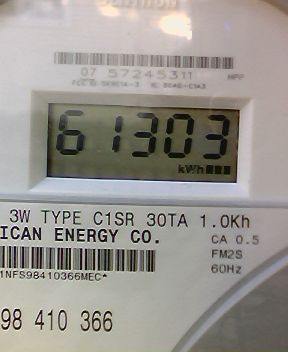 07 57245311 MPP
61303
kWh
3W TYPE C1SR 30TA 1.0Kh
ICAN ENERGY CO.
CA 0.5
FM2S
60Hz
1NFS98410366MEC*
98 410 366